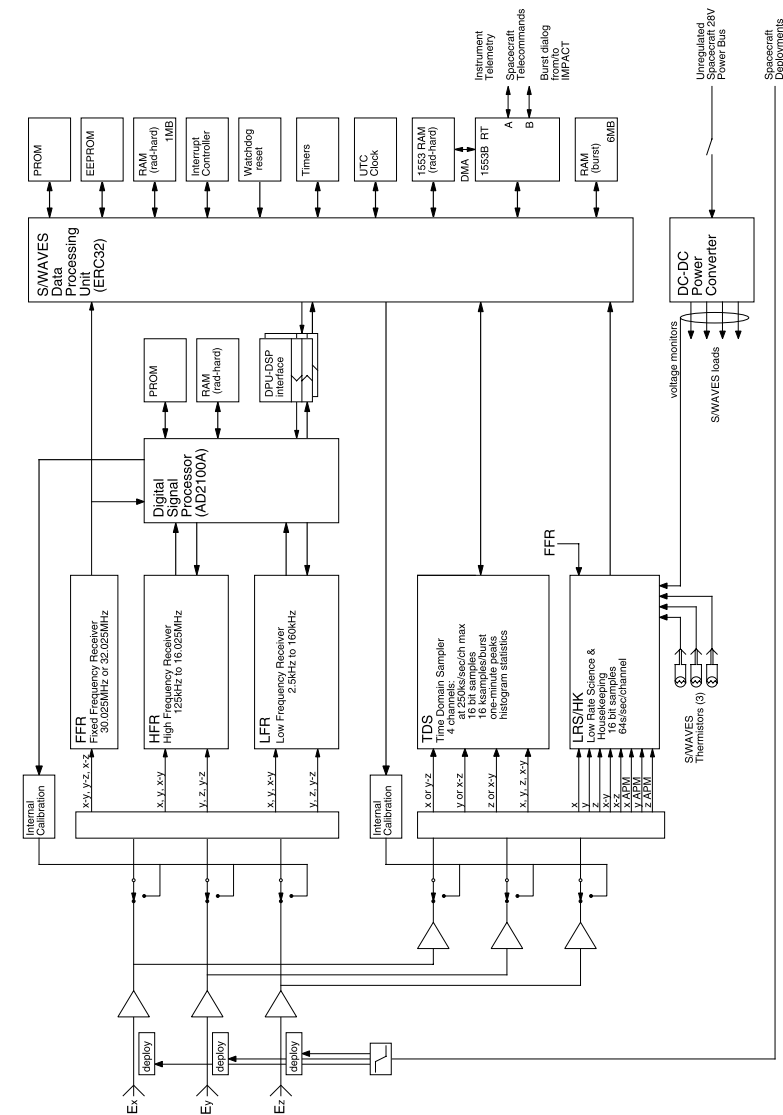 Ex
Ey
Ez
deploy
deploy
deploy
Internal
Calibration
Internal
Calibration
x-y, y-z, x-z
x, y, x-y
y, z, y-z
x, y, x-y
y, z, y-z
x or y-z
y or x-z
z or x-y
x, y, z, x-y
x
y
z
x-y
x-z
x APM
y APM
z APM
FFR
Fixed Frequency Receiver
30.025MHz or 32.025MHz
HFR
High Frequency Receiver
125kHz to 16.025MHz
LFR
Low Frequency Receiver
2.5kHz to 160kHz
TDS
Time Domain Sampler
4 channels:
at 250ks/sec/ch max
16 bit samples
16 ksamples/burst
one-minute peaks
histogram statistics
LRS/HK
Low Rate Science &
Housekeeping
16 bit samples
64s/sec/channel
FFR
S/WAVES
Thermistors (3)
Digital
Signal
Processor
(AD2100A)
PROM
RAM
(rad-hard)
DPU-DSP
interface
voltage monitors
S/WAVES loads
S/WAVES
Data
Processing
Unit
(ERC32)
DC-DC
Power
Converter
PROM
EEPROM
RAM
(rad-hard)
1MB
Interrupt
Controller
Watchdog
reset
Timers
UTC
Clock
1553 RAM
(rad-hard)
DMA
1553B RT
A
B
RAM
(burst)
6MB
Instrument
Telemetry
Spacecraft
Telecommands
Burst dialog
from/to
IMPACT
Unregulated
Spacecraft 28V
Power Bus
Spacecraft
Deployments